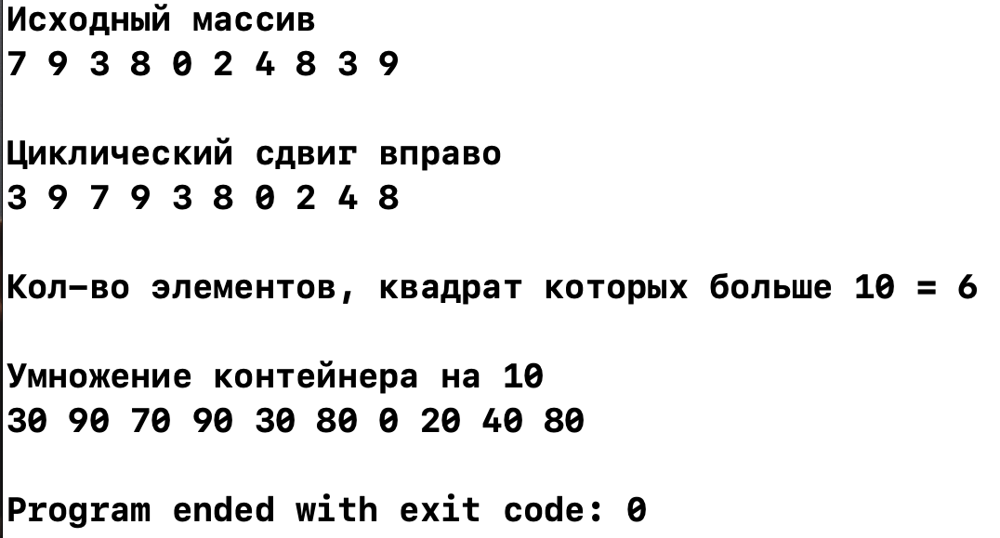 Исходный массив
7 9 3 8 0 2 4 8 3 9
Циклический сдвиг вправо
3 9 7 9 3 8 0 2 4 8
Кол-во элементов, квадрат которых больше 10 = 6
Умножение контейнера на 10
30 90 70 90 30 80 0 20 40 80
Program ended with exit code: 0